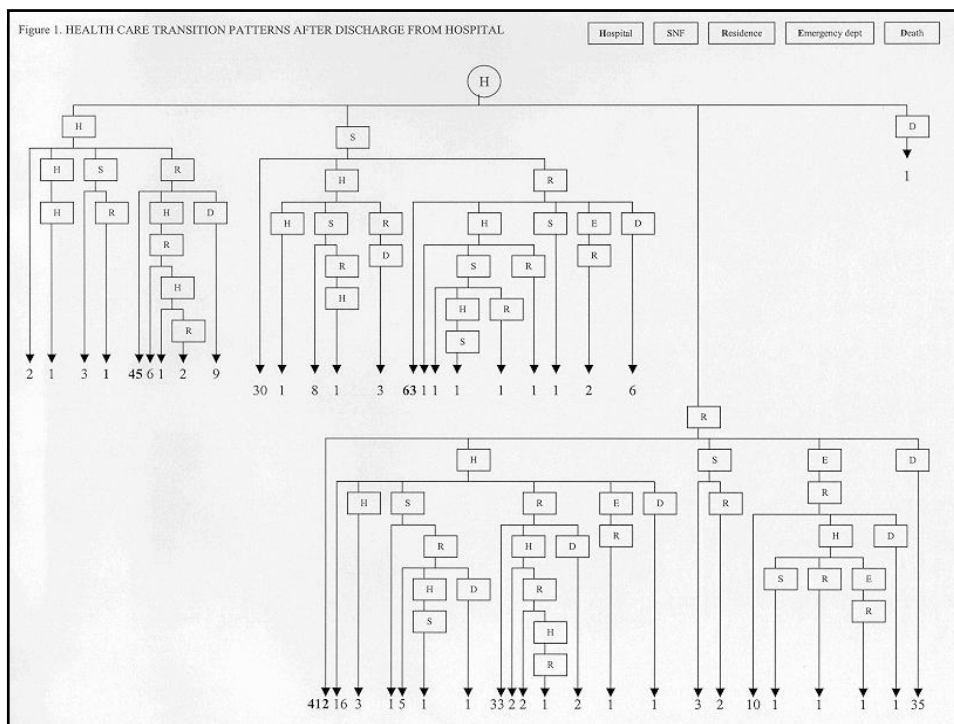 Figure 1. HEALTH CARE TRANSITION PATTERNS AFTER DISCHARGE FROM HOSPITAL
Hospital SNF Residence Emergency dept Death
H
H S D
H S R H R 1
H R H D H S R H S E D
R D R
R S R
H H
H R
R
S
2 1 3 1 45 6 1 2 9
30 1 8 1 3 63 1 1 1 1 1 1 2 6
R
H S E D
R
H S R E D R
R H D
R H D
S R E
H D R
R
S
H
R
412 16 3 1 5 1 1 33 2 2 1 2 1 1 3 2 10 1 1 1 1 35